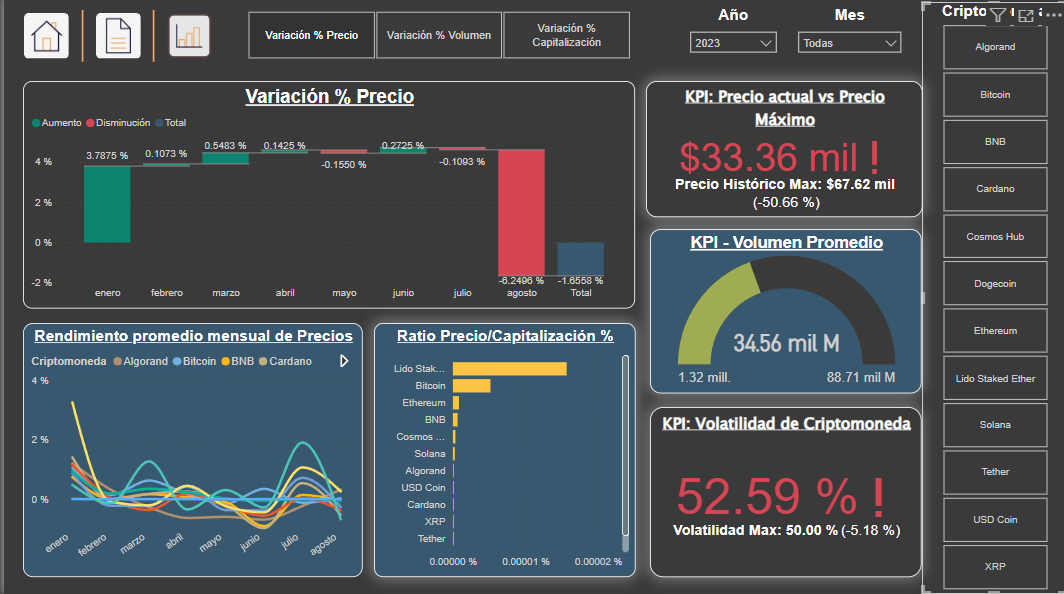 Variación % Precio
Variación % Volumen
Variación %
Capitalización
Año
Mes
2023
Todas
Variación % Precio
Aumento Disminución Total
4 %
2 %
0 %
-2 %
3.7875 %
0.1073 %
0.5483 %
0.1425 %
-0.1550 %
0.2725 %
-0.1093 %
-6.2496 %
-1.6558 %
enero
febrero
marzo
abril
mayo
junio
julio
agosto
Total
KPI: Precio actual vs Precio
Máximo
$33.36 mil !
Precio Histórico Max: $67.62 mil
(-50.66 %)
KPI - Volumen Promedio
34.56 mil M
1.32 mill.
88.71 mil M
KPI: Volatilidad de Criptomoneda
52.59 % !
Volatilidad Max: 50.00 % (-5.18 %)
Rendimiento promedio mensual de Precios
Criptomoneda Algorand Bitcoin BNB Cardano
4 %
2 %
0 %
enero
febrero
marzo
abril
mayo
junio
julio
agosto
Ratio Precio/Capitalización %
Lido Stak...
Bitcoin
Ethereum
BNB
Cosmos ...
Solana
Algorand
USD Coin
Cardano
XRP
Tether
0.00000 %
0.00001 %
0.00002 %
Algorand
Bitcoin
BNB
Cardano
Cosmos Hub
Dogecoin
Ethereum
Lido Staked Ether
Solana
Tether
USD Coin
XRP